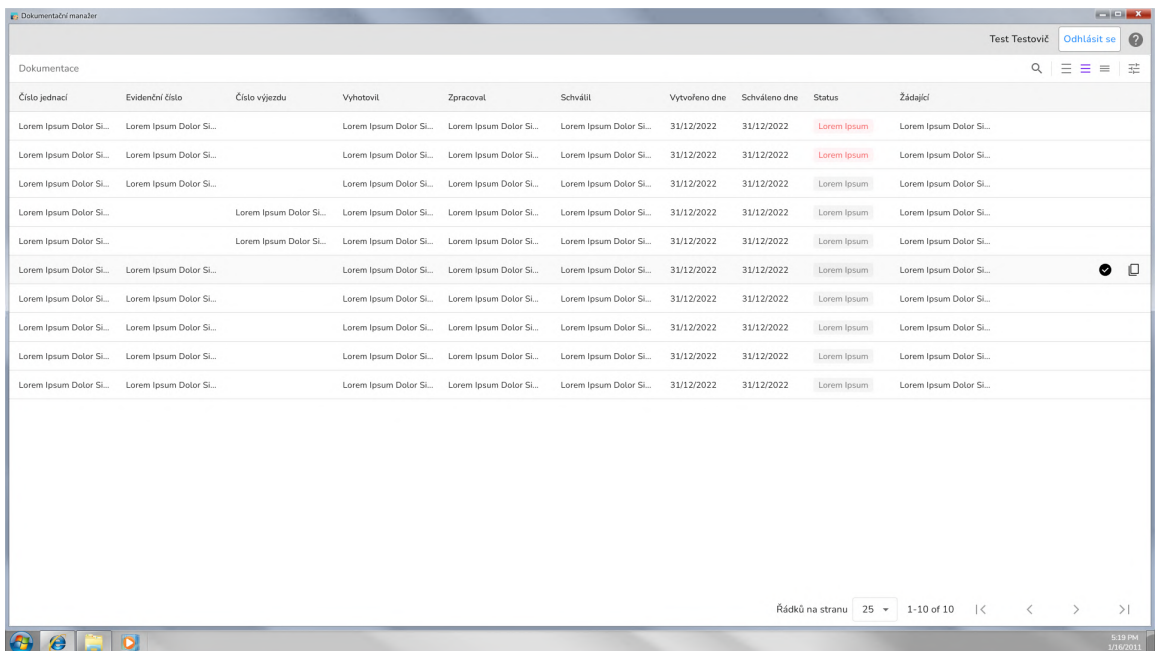 Dokumentační manažer
Test Testovič Odhlásit se
Dokumentace
Číslo jednací Evidenční číslo Číslo výjezdu Vyhotovil Zpracoval Schválil Vytvořeno dne Schváleno dne Status Žádající
Lorem Ipsum Dolor Si... Lorem Ipsum Dolor Si... Lorem Ipsum Dolor Si... Lorem Ipsum Dolor Si... Lorem Ipsum Dolor Si... 31/12/2022 31/12/2022 Lorem Ipsum Lorem Ipsum Dolor Si...
Lorem Ipsum Dolor Si... Lorem Ipsum Dolor Si... Lorem Ipsum Dolor Si... Lorem Ipsum Dolor Si... Lorem Ipsum Dolor Si... 31/12/2022 31/12/2022 Lorem Ipsum Lorem Ipsum Dolor Si...
Lorem Ipsum Dolor Si... Lorem Ipsum Dolor Si... Lorem Ipsum Dolor Si... Lorem Ipsum Dolor Si... Lorem Ipsum Dolor Si... 31/12/2022 31/12/2022 Lorem Ipsum Lorem Ipsum Dolor Si...
Lorem Ipsum Dolor Si... Lorem Ipsum Dolor Si... Lorem Ipsum Dolor Si... Lorem Ipsum Dolor Si... Lorem Ipsum Dolor Si... 31/12/2022 31/12/2022 Lorem Ipsum Lorem Ipsum Dolor Si...
Lorem Ipsum Dolor Si... Lorem Ipsum Dolor Si... Lorem Ipsum Dolor Si... Lorem Ipsum Dolor Si... Lorem Ipsum Dolor Si... 31/12/2022 31/12/2022 Lorem Ipsum Lorem Ipsum Dolor Si...
Lorem Ipsum Dolor Si... Lorem Ipsum Dolor Si... Lorem Ipsum Dolor Si... Lorem Ipsum Dolor Si... Lorem Ipsum Dolor Si... 31/12/2022 31/12/2022 Lorem Ipsum Lorem Ipsum Dolor Si...
Lorem Ipsum Dolor Si... Lorem Ipsum Dolor Si... Lorem Ipsum Dolor Si... Lorem Ipsum Dolor Si... Lorem Ipsum Dolor Si... 31/12/2022 31/12/2022 Lorem Ipsum Lorem Ipsum Dolor Si...
Lorem Ipsum Dolor Si... Lorem Ipsum Dolor Si... Lorem Ipsum Dolor Si... Lorem Ipsum Dolor Si... Lorem Ipsum Dolor Si... 31/12/2022 31/12/2022 Lorem Ipsum Lorem Ipsum Dolor Si...
Lorem Ipsum Dolor Si... Lorem Ipsum Dolor Si... Lorem Ipsum Dolor Si... Lorem Ipsum Dolor Si... Lorem Ipsum Dolor Si... 31/12/2022 31/12/2022 Lorem Ipsum Lorem Ipsum Dolor Si...
Lorem Ipsum Dolor Si... Lorem Ipsum Dolor Si... Lorem Ipsum Dolor Si... Lorem Ipsum Dolor Si... Lorem Ipsum Dolor Si... 31/12/2022 31/12/2022 Lorem Ipsum Lorem Ipsum Dolor Si...
Řádků na stranu 25 1-10 of 10
5:19 PM
1/16/2011